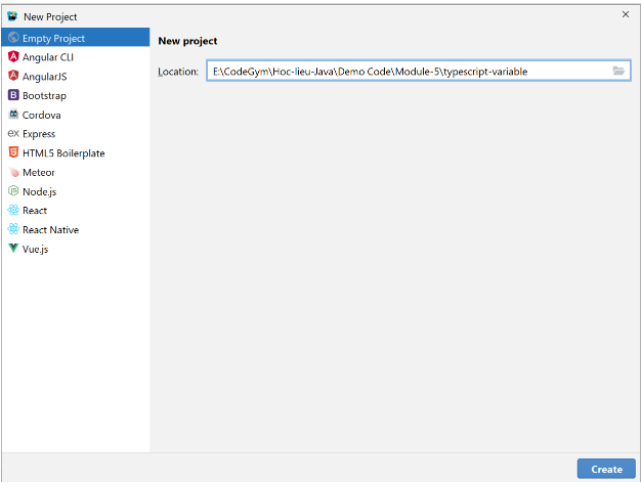 New Project
Empty Project
Angular CLI
AngularJS
Bootstrap
Cordova
Express
HTML5 Boilerplate
Meteor
Node.js
React
React Native
Vue.js
New project
Location: E:\CodeGym\Hoc-lieu-Java\Demo Code\Module-5\typescript-variable
Create